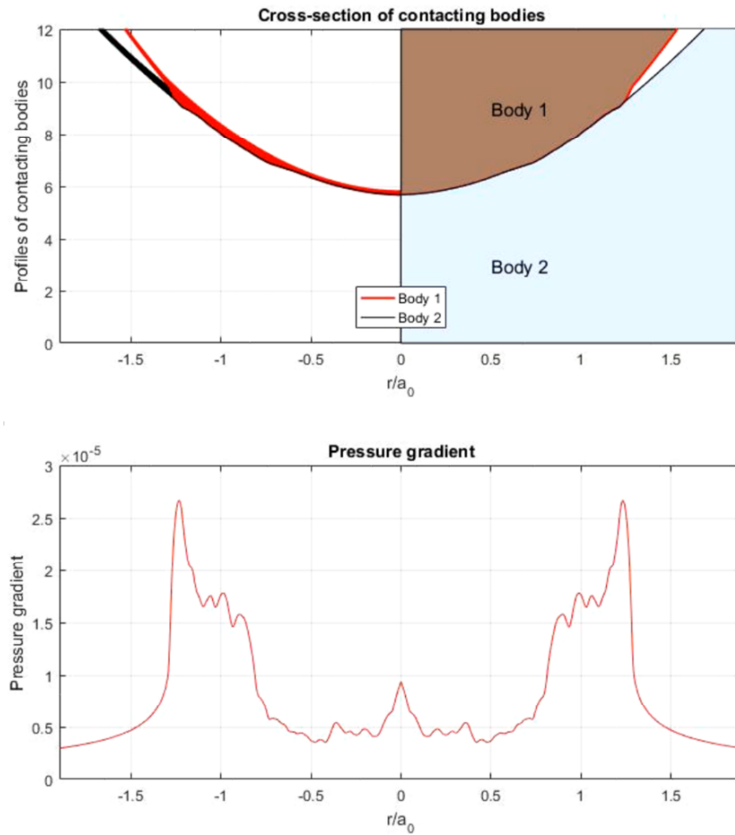 Cross-section of contacting bodies
Profiles of contacting bodies
12
10
8
6
4
2
0
Body 1
Body 2
Body 1
Body 2
-1.5 -1 -0.5 0 0.5 1 1.5
r/a0
Pressure gradient
×10-5
Pressure gradient
3
2.5
2
1.5
1
0.5
0
-1.5 -1 -0.5 0 0.5 1 1.5
r/a0